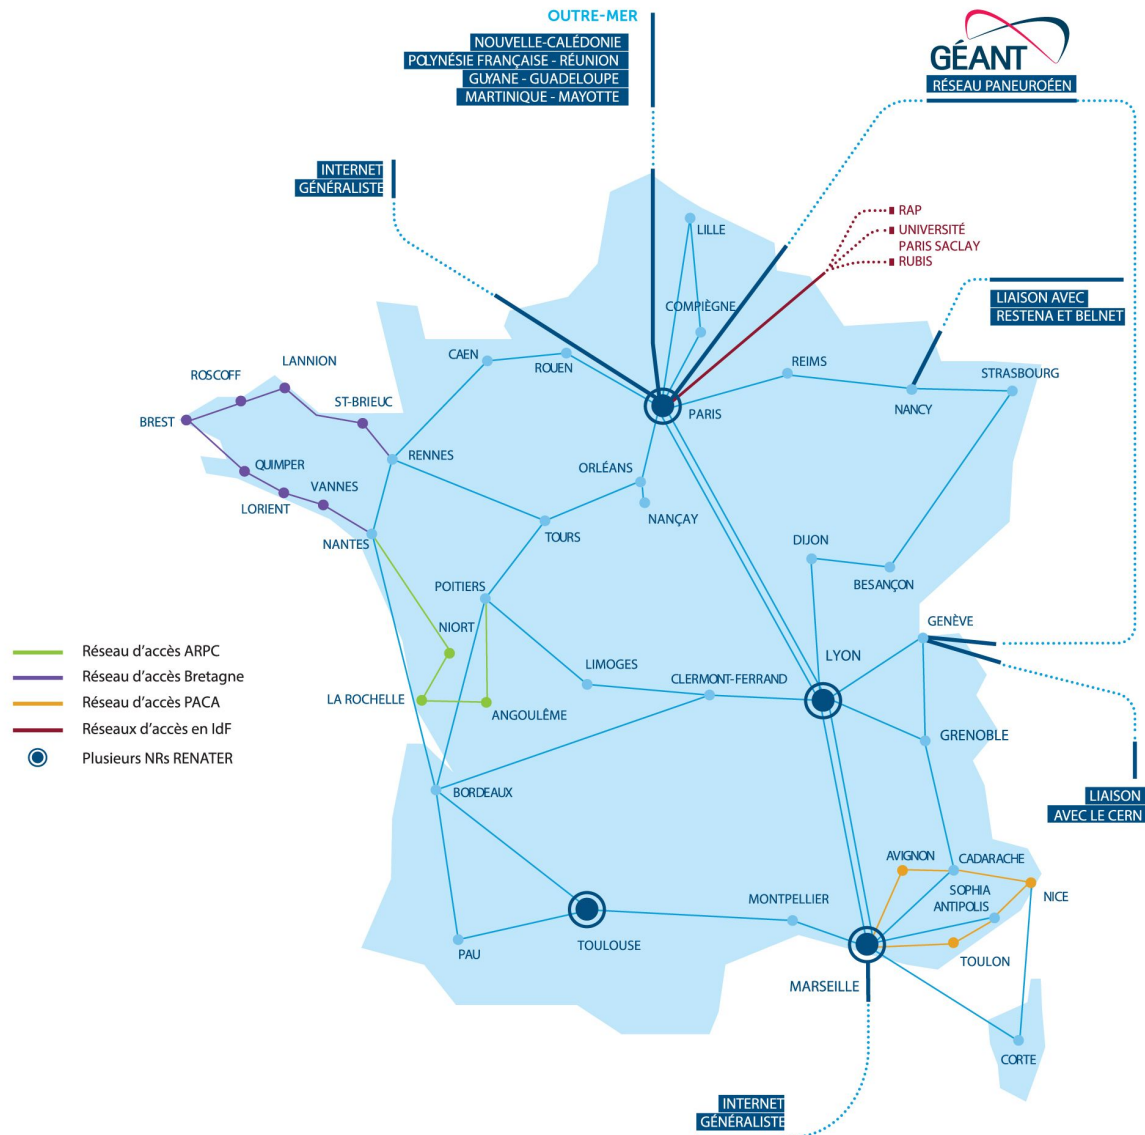 OUTRE-MER
NOUVELLE-CALÉDONIE
POLYNÉSIE FRANÇAISE - RÉUNION
GUYANE - GUADELOUPE
MARTINIQUE - MAYOTTE
GÉANT
RÉSEAU PANEUROÉEN
INTERNET
GÉNÉRALISTE
RAP
UNIVERSITÉ
PARIS SACLAY
RUBIS
LILLE
COMPIÈGNE
LIAISON AVEC
RESTENA ET BELNET
CAEN
ROUEN
REIMS
STRASBOURG
LANNION
ROSCOFF
ST-BRIEUC
NANCY
PARIS
BREST
RENNES
QUIMPER
ORLÉANS
VANNES
LORIENT
NANÇAY
TOURS
NANTES
DIJON
BESANÇON
POITIERS
NIORT
GENÈVE
LYON
LIMOGES
CLERMONT-FERRAND
LA ROCHELLE
ANGOULÊME
GRENOBLE
Réseau d'accès ARPC
Réseau d'accès Bretagne
Réseau d'accès PACA
Réseaux d'accès en IdF
Plusieurs NRs RENATER
BORDEAUX
LIAISON
AVEC LE CERN
AVIGNON
CADARACHE
SOPHIA
ANTIPOLIS
NICE
MONTPELLIER
TOULOUSE
PAU
TOULON
MARSEILLE
CORTE
INTERNET
GÉNÉRALISTE